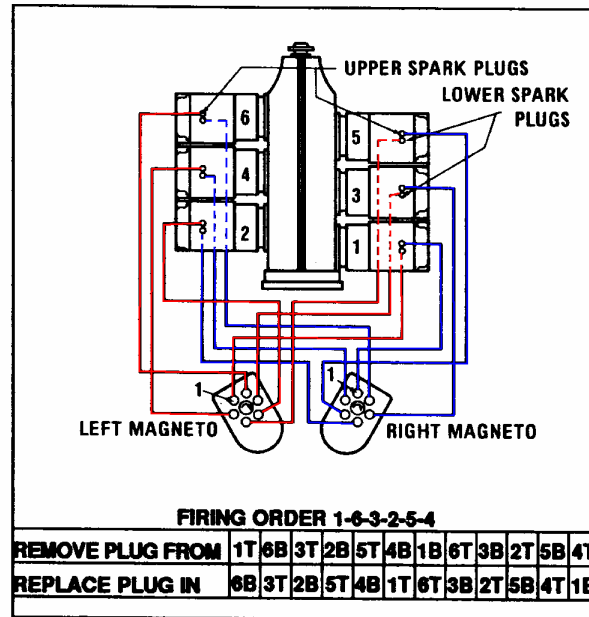 UPPER SPARK PLUGS
LOWER SPARK
PLUGS
6
5
4
3
2
1
1
1
LEFT MAGNETO
RIGHT MAGNETO
FIRING ORDER 1-6-3-2-5-4
REMOVE PLUG FROM 1T 6B 3T 2B 5T 4B 1B 6T 3B 2T 5B 4T
REPLACE PLUG IN 6B 3T 2B 5T 4B 1T 6T 3B 2T 5B 4T 1B